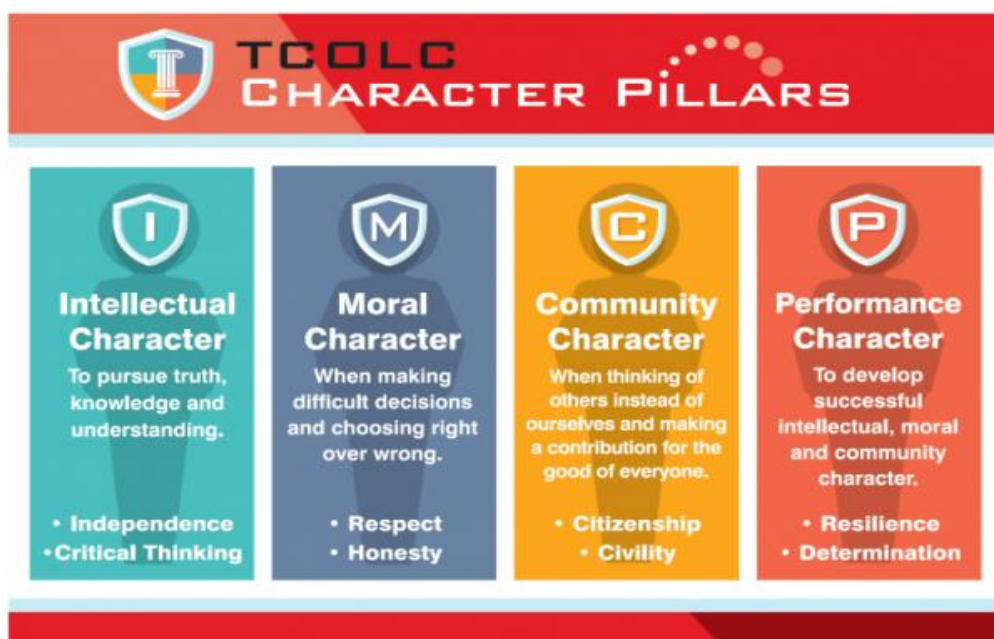 TCOLC
CHARACTER PILLARS
I
Intellectual
Character
To pursue truth,
knowledge and
understanding.
• Independence
•Critical Thinking
M
Moral
Character
When making
difficult decisions
and choosing right
over wrong.
• Respect
• Honesty
C
Community
Character
When thinking of
others instead of
ourselves and making
a contribution for the
good of everyone.
• Citizenship
• Civility
P
Performance
Character
To develop
successful
intellectual, moral
and community
character.
• Resilience
• Determination